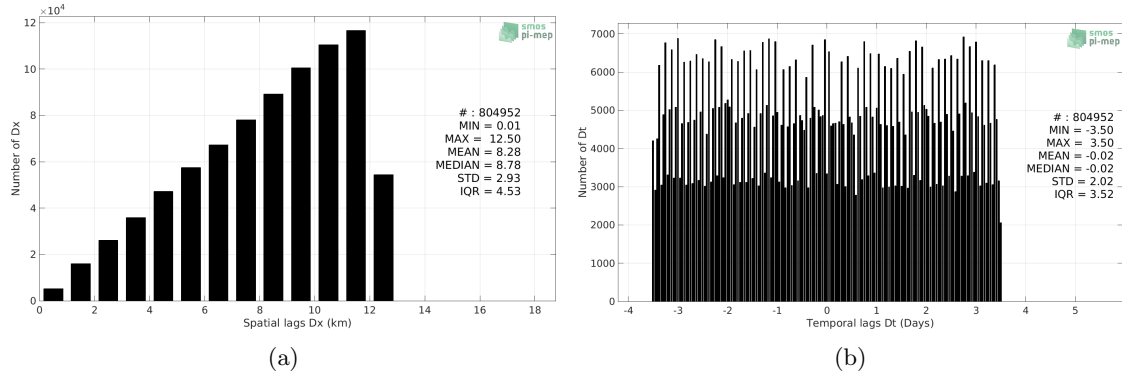 ×10⁴
12
10
8
6
4
2
0
Number of Dx
smos
pi-mep
# : 804952
MIN = 0.01
MAX = 12.50
MEAN = 8.28
MEDIAN = 8.78
STD = 2.93
IQR = 4.53
0 2 4 6 8 10 12 14 16 18
Spatial lags Dx (km)
(a)
7000
6000
5000
4000
3000
2000
1000
0
Number of Dt
smos
pi-mep
# : 804952
MIN = -3.50
MAX = 3.50
MEAN = -0.02
MEDIAN = -0.02
STD = 2.02
IQR = 3.52
-4 -3 -2 -1 0 1 2 3 4 5
Temporal lags Dt (Days)
(b)